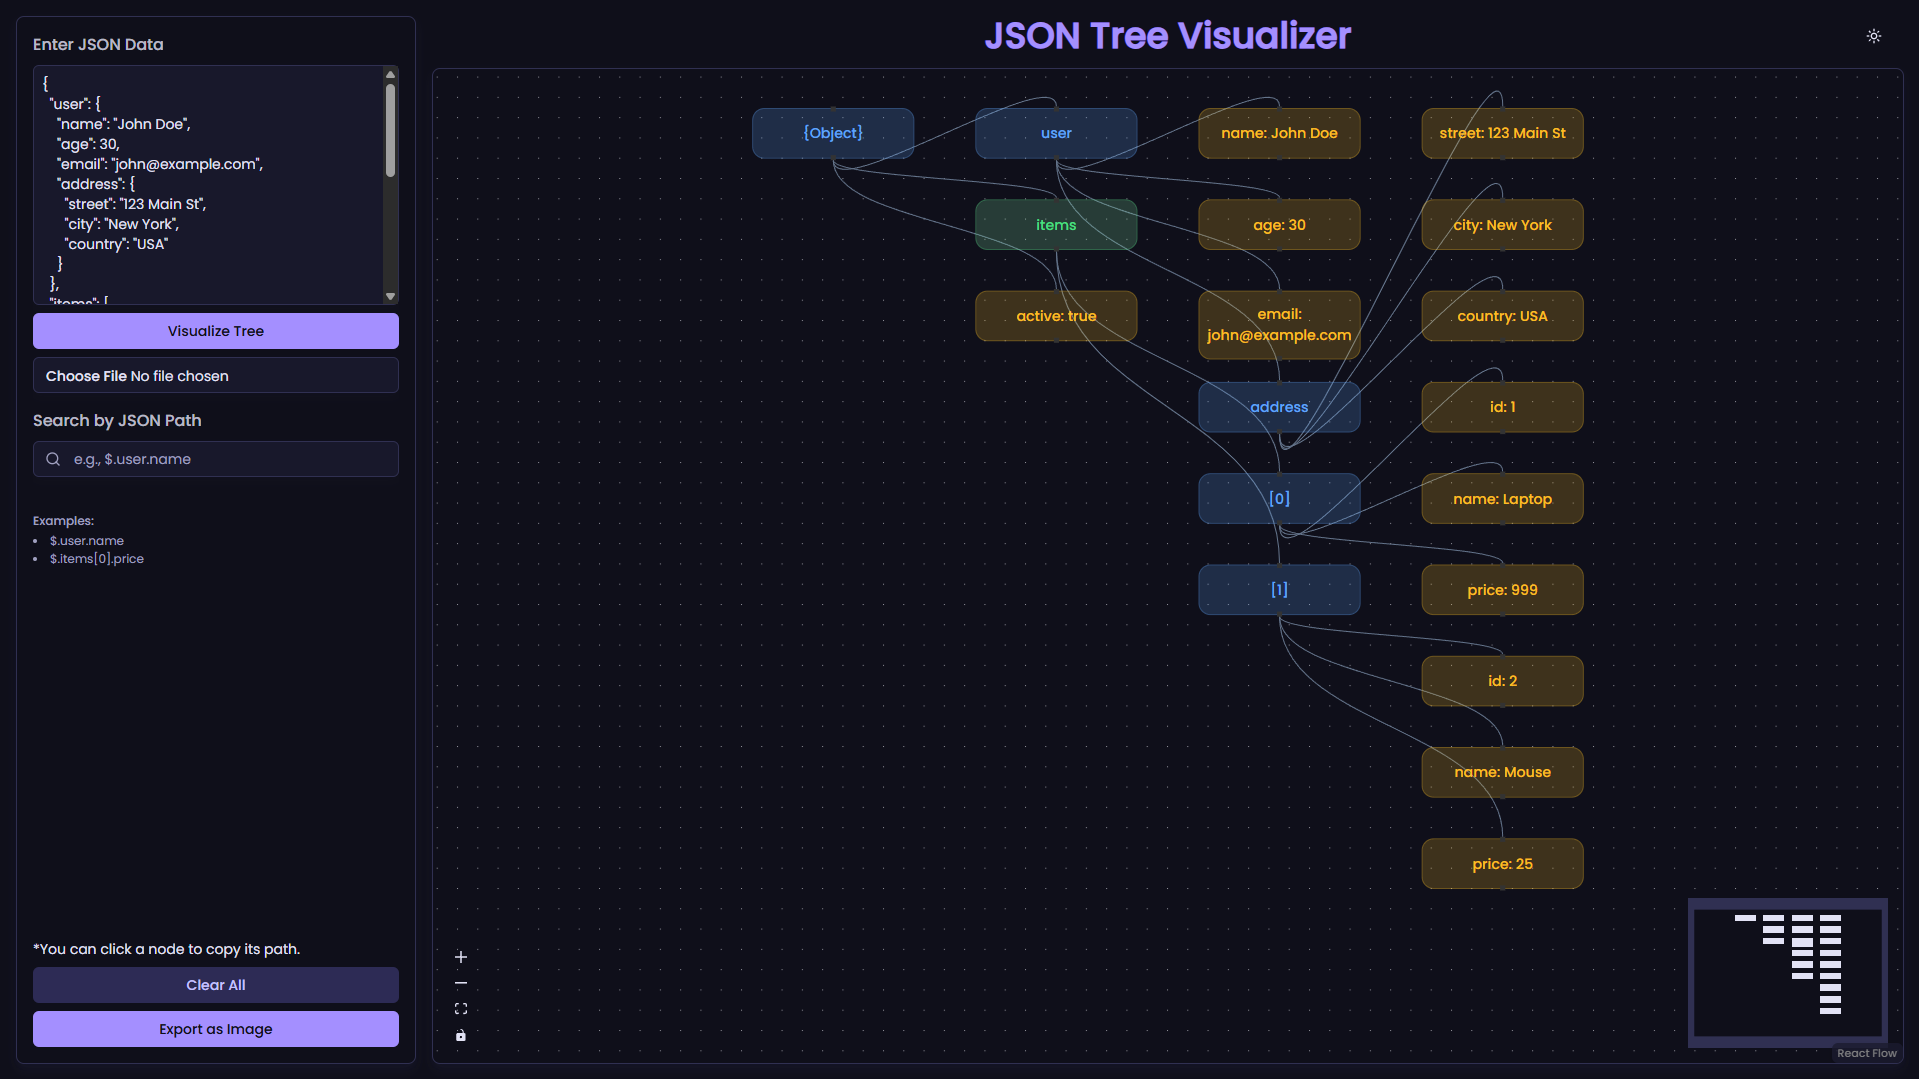 Enter JSON Data
{
"user": {
"name": "John Doe",
"age": 30,
"email": "john@example.com",
"address": {
"street": "123 Main St",
"city": "New York",
"country": "USA"
}
},
"items": [
Visualize Tree
Choose File No file chosen
Search by JSON Path
e.g., $.user.name
Examples:
• $.user.name
• $.items[0].price
*You can click a node to copy its path.
Clear All
Export as Image
JSON Tree Visualizer
{Object}
user
name: John Doe
street: 123 Main St
items
age: 30
city: New York
active: true
email:
john@example.com
country: USA
address
id: 1
[0]
name: Laptop
[1]
price: 999
id: 2
name: Mouse
price: 25
React Flow